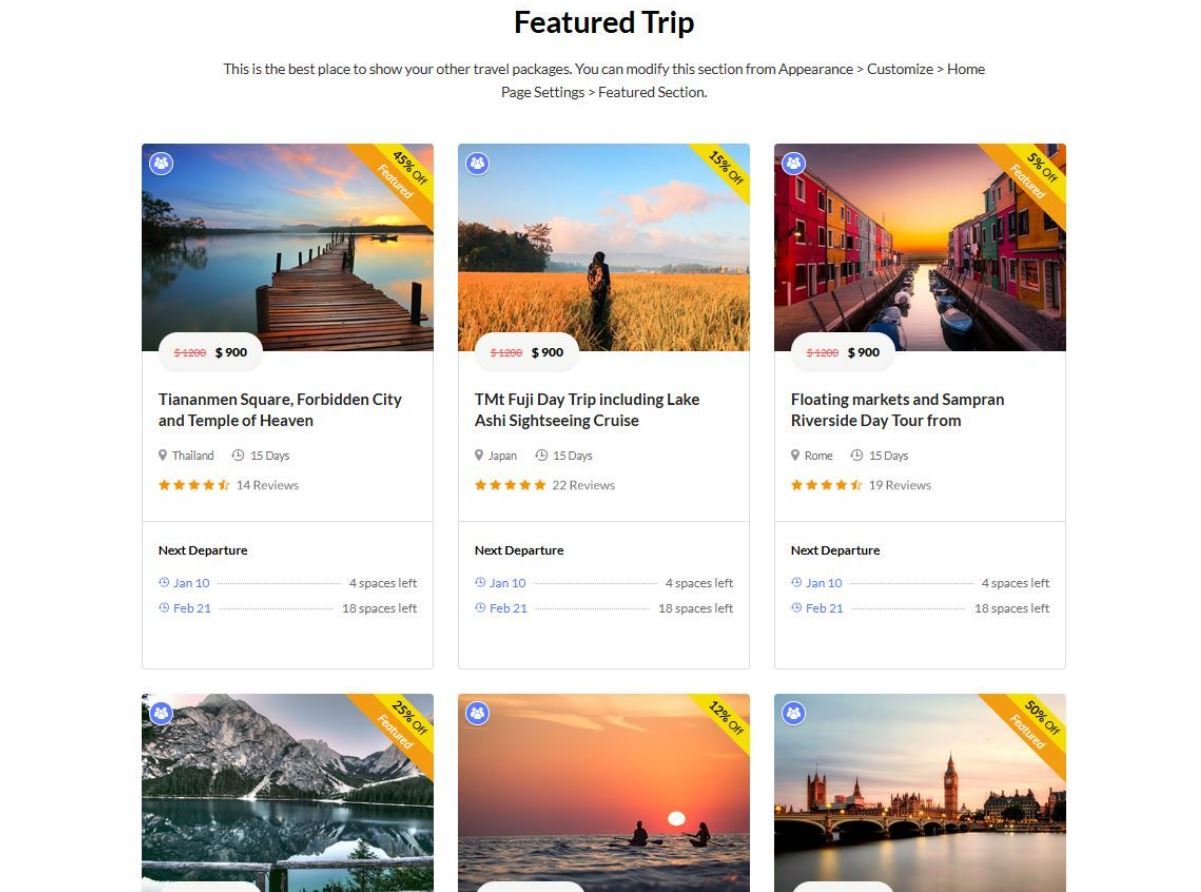 Featured Trip
This is the best place to show your other travel packages. You can modify this section from Appearance > Customize > Home
Page Settings > Featured Section.
45% Off
Featured
$ 1200 $ 900
Tiananmen Square, Forbidden City
and Temple of Heaven
Thailand 15 Days
14 Reviews
Next Departure
Jan 10 4 spaces left
Feb 21 18 spaces left
15% Off
$ 1200 $ 900
TMt Fuji Day Trip including Lake
Ashi Sightseeing Cruise
Japan 15 Days
22 Reviews
Next Departure
Jan 10 4 spaces left
Feb 21 18 spaces left
5% Off
Featured
$ 1200 $ 900
Floating markets and Sampran
Riverside Day Tour from
Rome 15 Days
19 Reviews
Next Departure
Jan 10 4 spaces left
Feb 21 18 spaces left
25% Off
Featured
12% Off
50% Off
Featured